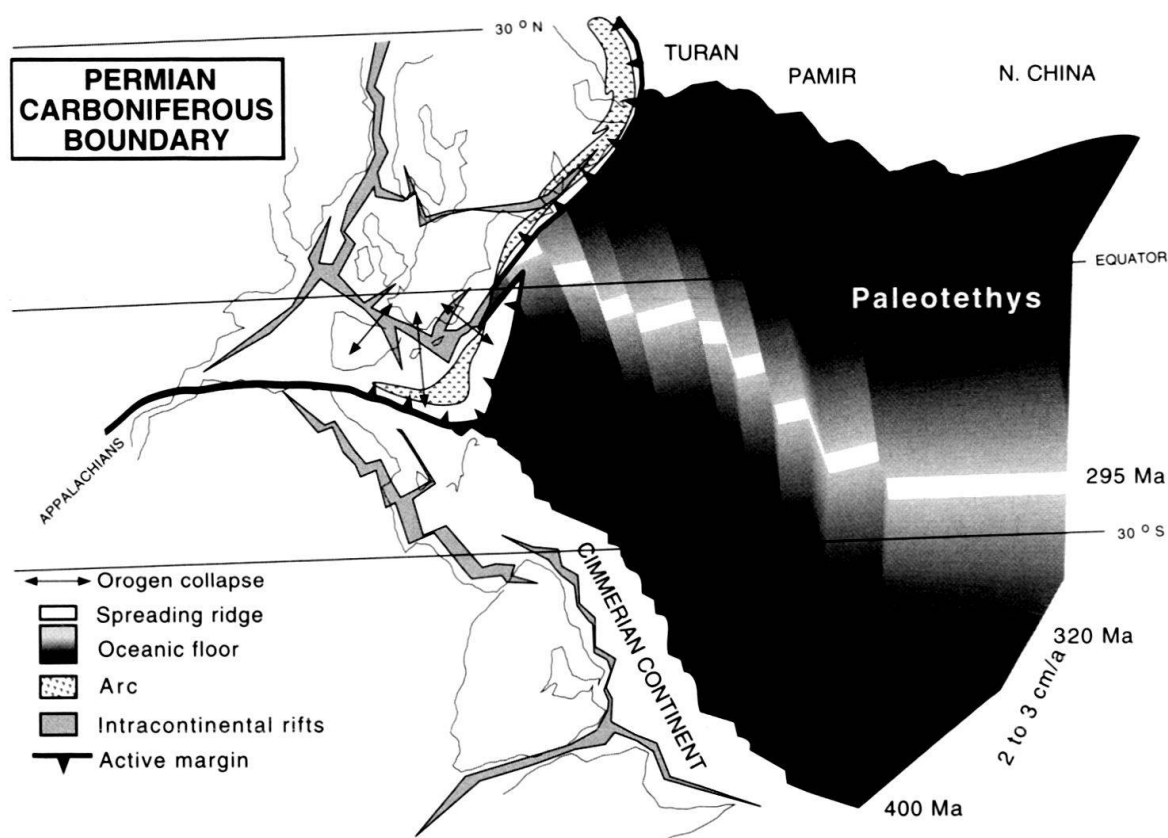 30 ° N
TURAN
PAMIR
N. CHINA
PERMIAN
CARBONIFEROUS
BOUNDARY
EQUATOR
Paleotethys
APPALACHIANS
295 Ma
30 ° S
CIMMERIAN CONTINENT
320 Ma
2 to 3 cm/a
400 Ma
Orogen collapse
Spreading ridge
Oceanic floor
Arc
Intracontinental rifts
Active margin